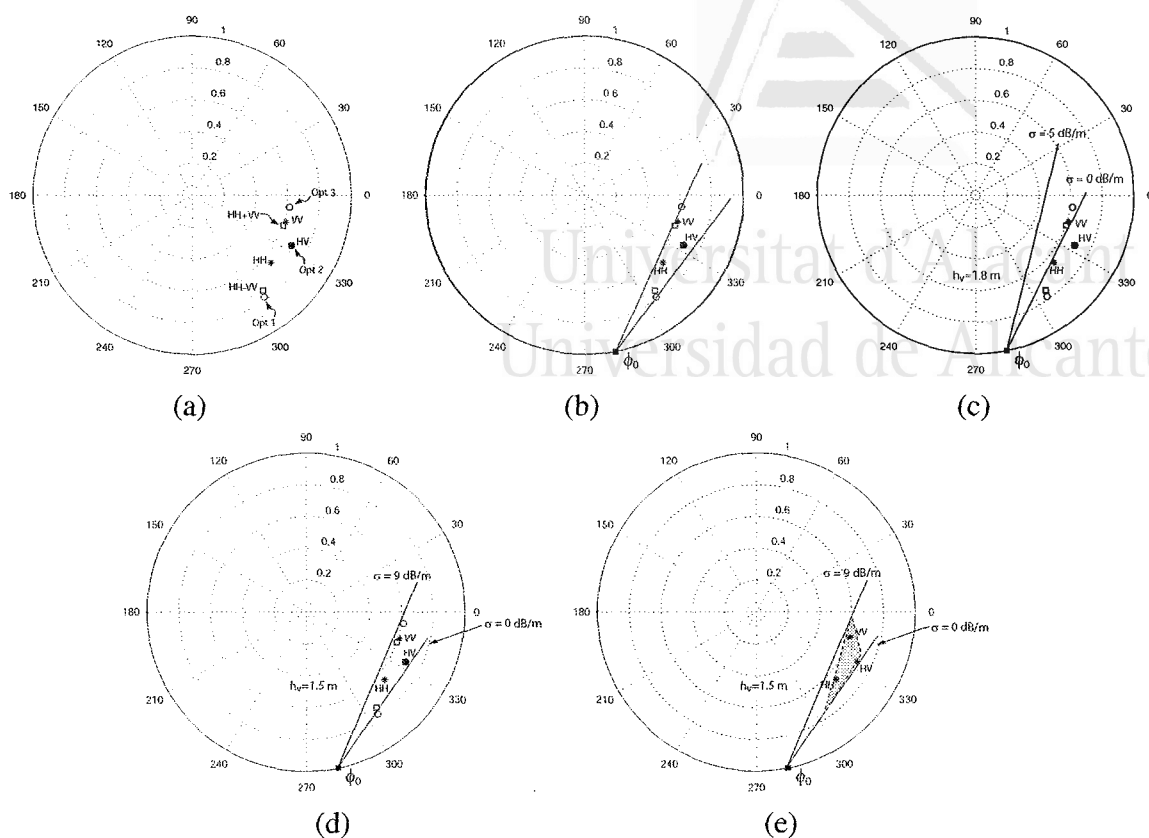 90
120
60
150
30
180
0
210
330
240
300
270
1
0.8
0.6
0.4
0.2
Opt 3
HH+VV
VV
HV
Opt 2
HH
HH-VV
Opt 1
(a)
90
120
60
150
30
180
0
210
330
240
300
270
1
0.8
0.6
0.4
0.2
VV
HV
HH
ϕ0
(b)
90
120
60
150
30
180
0
210
330
240
300
270
1
0.8
0.6
0.4
0.2
σ = 5 dB/m
σ = 0 dB/m
VV
HV
HH
hv=1.8 m
ϕ0
(c)
Universitat d'Alacant
Universidad de Alicante
90
120
60
150
30
180
0
210
330
240
300
270
1
0.8
0.6
0.4
0.2
σ = 9 dB/m
σ = 0 dB/m
VV
HV
HH
hv=1.5 m
ϕ0
(d)
90
120
60
150
30
180
0
210
330
240
300
270
1
0.8
0.6
0.4
0.2
σ = 9 dB/m
σ = 0 dB/m
VV
HV
HH
hv=1.5 m
ϕ0
(e)